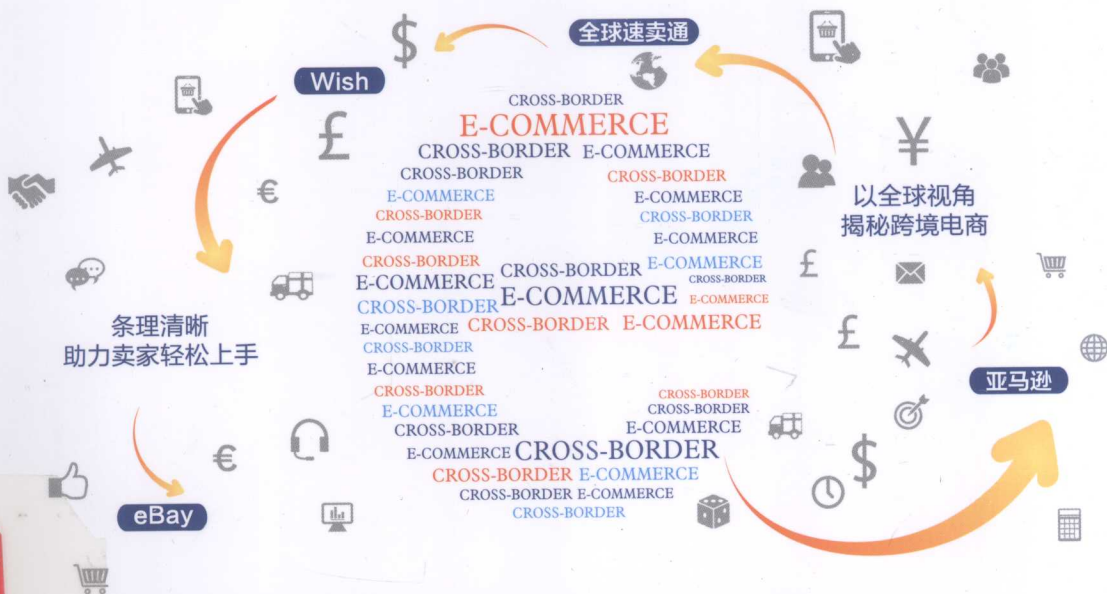 全球速卖通
Wish
CROSS-BORDER
E-COMMERCE
CROSS-BORDER E-COMMERCE
CROSS-BORDER CROSS-BORDER
E-COMMERCE E-COMMERCE
CROSS-BORDER CROSS-BORDER
E-COMMERCE E-COMMERCE
CROSS-BORDER CROSS-BORDER E-COMMERCE
E-COMMERCE CROSS-BORDER
CROSS-BORDER E-COMMERCE E-COMMERCE
E-COMMERCE CROSS-BORDER E-COMMERCE
CROSS-BORDER
E-COMMERCE
CROSS-BORDER CROSS-BORDER
E-COMMERCE CROSS-BORDER
CROSS-BORDER E-COMMERCE
E-COMMERCE CROSS-BORDER
CROSS-BORDER E-COMMERCE
CROSS-BORDER E-COMMERCE
CROSS-BORDER
以全球视角
揭秘跨境电商
条理清晰
助力卖家轻松上手
亚马逊
eBay
$
£
€
¥
£
£
$
€